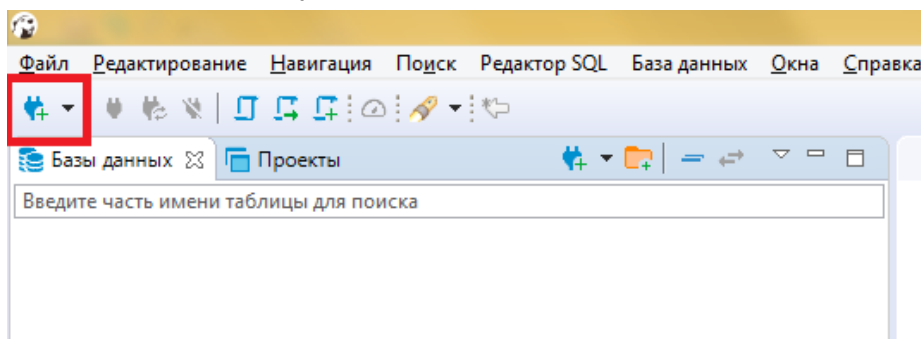 Файл Редактирование Навигация Поиск Редактор SQL База данных Окна Справка
Базы данных Проекты
Введите часть имени таблицы для поиска